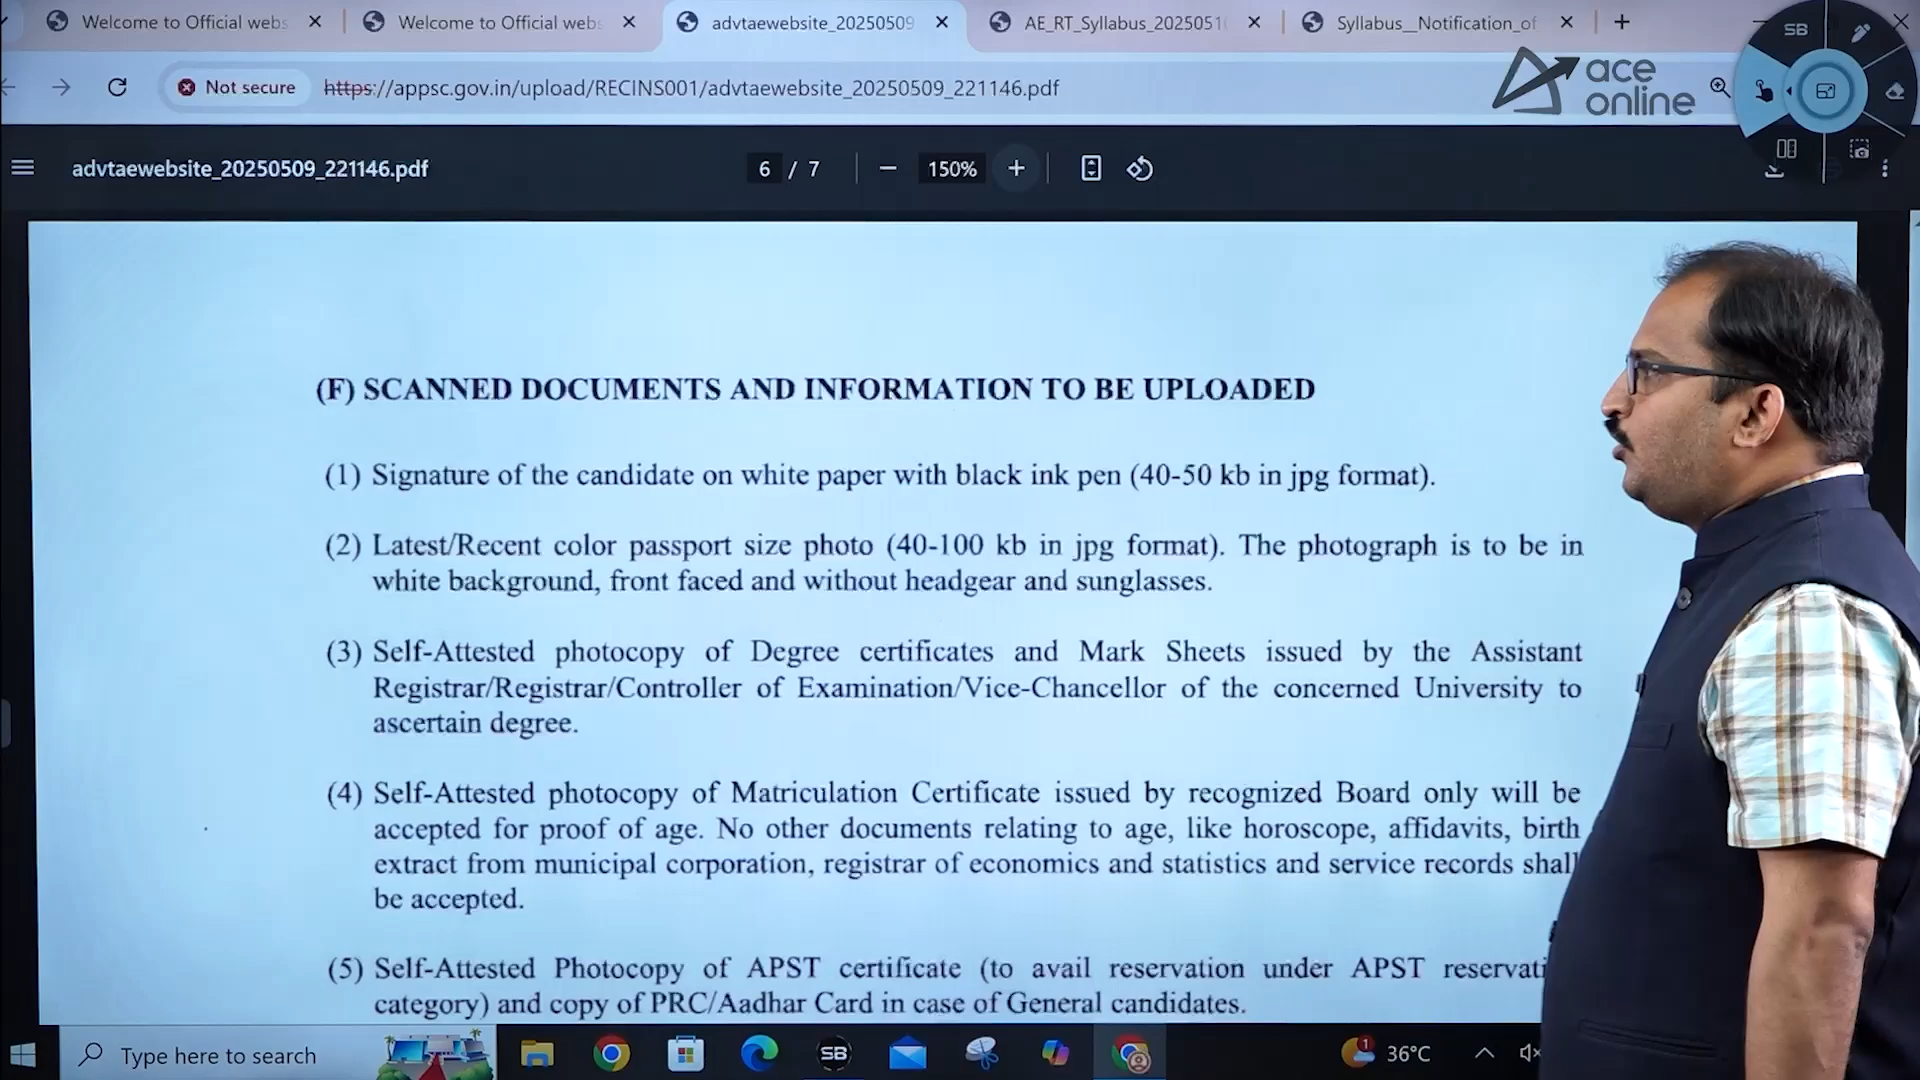 Welcome to Official webs
Welcome to Official webs
advtaewebsite_20250509
AE_RT_Syllabus_2025051
Syllabus__Notification_of
SB
Not secure
https://appsc.gov.in/upload/RECINS001/advtaewebsite_20250509_221146.pdf
ace
online
advtaewebsite_20250509_221146.pdf
6 / 7
150%
(F) SCANNED DOCUMENTS AND INFORMATION TO BE UPLOADED
(1) Signature of the candidate on white paper with black ink pen (40-50 kb in jpg format).
(2) Latest/Recent color passport size photo (40-100 kb in jpg format). The photograph is to be in
white background, front faced and without headgear and sunglasses.
(3) Self-Attested photocopy of Degree certificates and Mark Sheets issued by the Assistant
Registrar/Registrar/Controller of Examination/Vice-Chancellor of the concerned University to
ascertain degree.
(4) Self-Attested photocopy of Matriculation Certificate issued by recognized Board only will be
accepted for proof of age. No other documents relating to age, like horoscope, affidavits, birth
extract from municipal corporation, registrar of economics and statistics and service records shall
be accepted.
(5) Self-Attested Photocopy of APST certificate (to avail reservation under APST reservati
category) and copy of PRC/Aadhar Card in case of General candidates.
Type here to search
SB
1
36°C